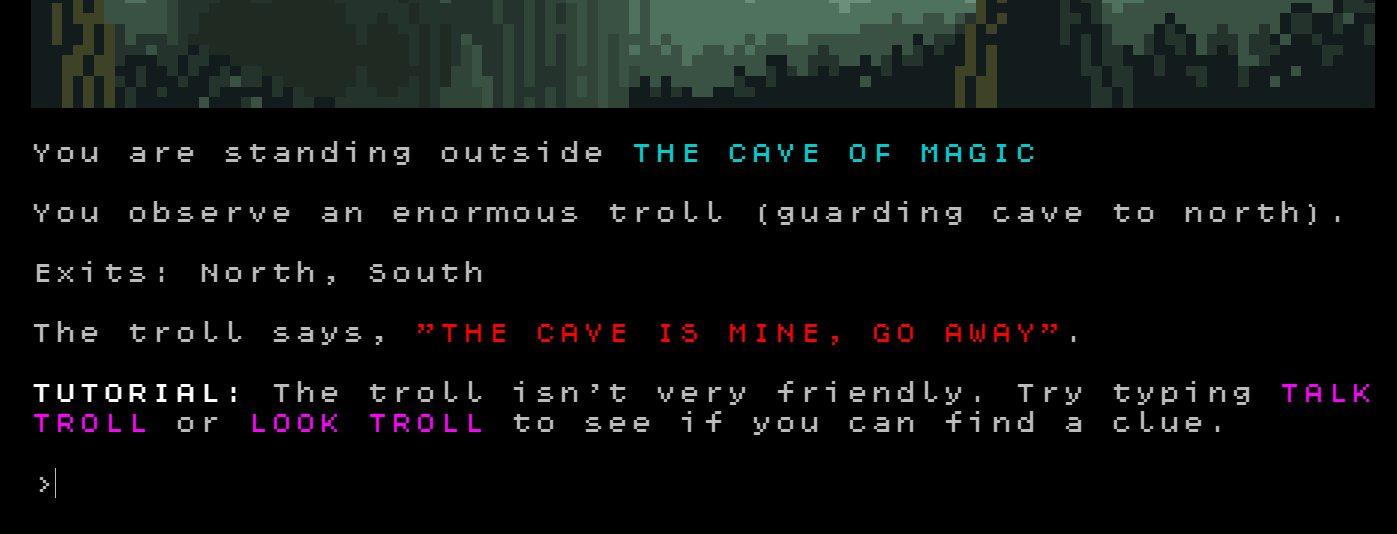 You are standing outside THE CAVE OF MAGIC
You observe an enormous troll (guarding cave to north).
Exits: North, South
The troll says, ”THE CAVE IS MINE, GO AWAY”.
TUTORIAL: The troll isn’t very friendly. Try typing TALK
TROLL or LOOK TROLL to see if you can find a clue.
>